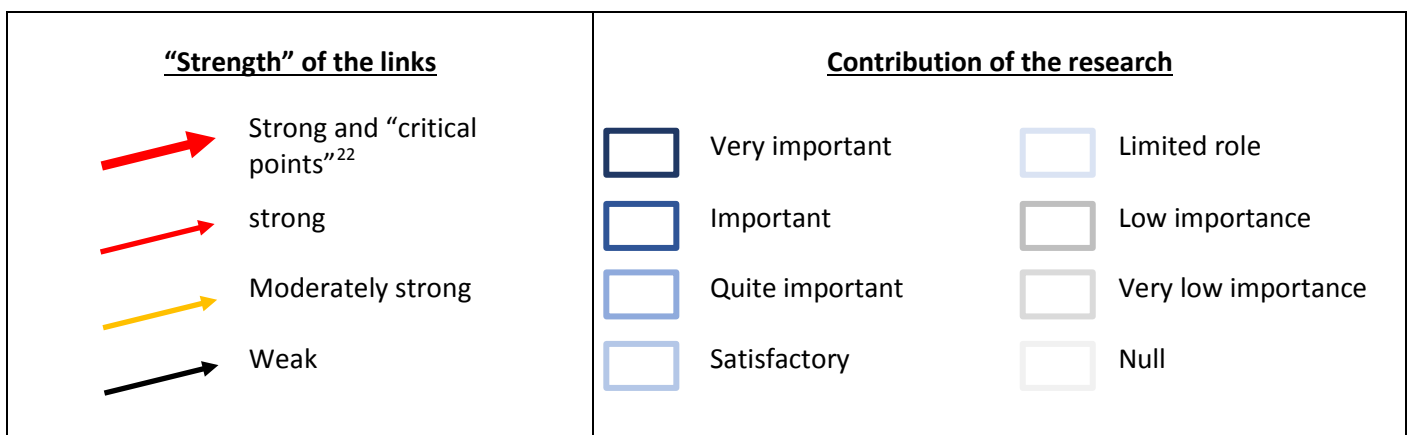 “Strength” of the links
Strong and “critical
points”22
strong
Moderately strong
Weak
Contribution of the research
Very important
Limited role
Important
Low importance
Quite important
Very low importance
Satisfactory
Null